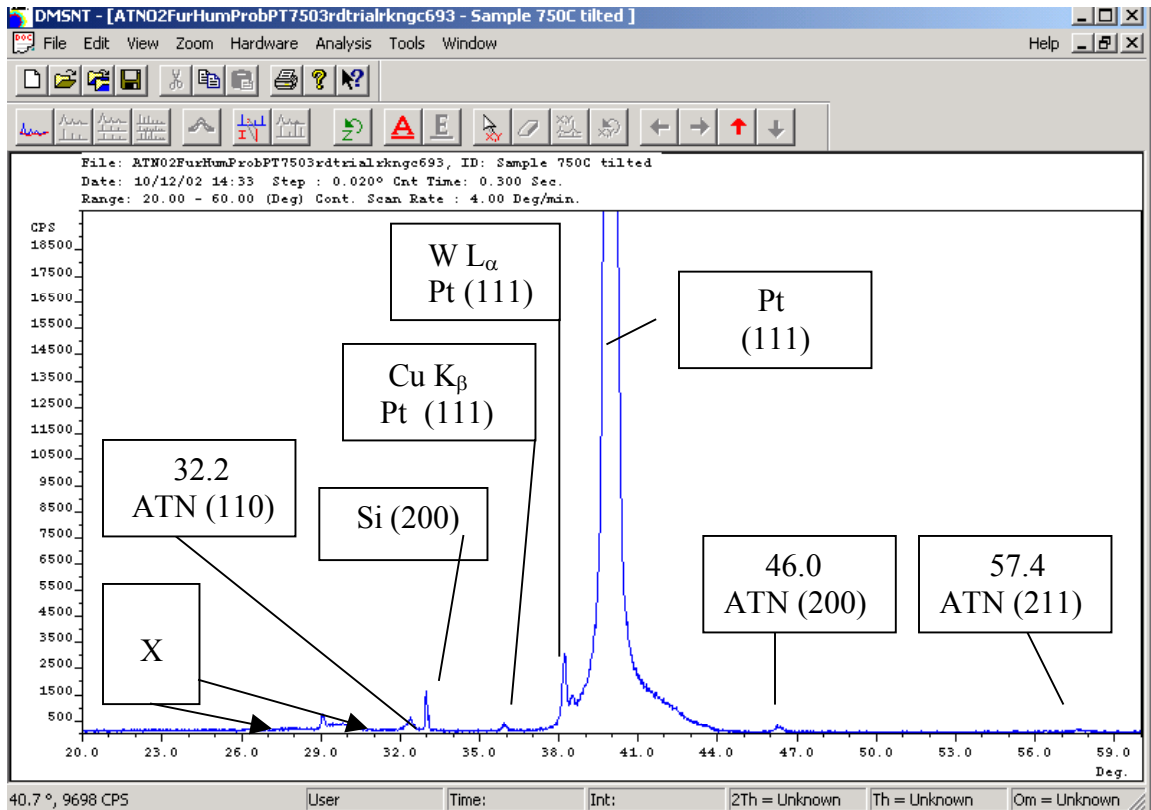 DMSNT - [ATNO2FurHumProbPT7503rdtrialrkngc693 - Sample 750C tilted ]
DOC File Edit View Zoom Hardware Analysis Tools Window Help
File: ATNO2FurHumProbPT7503rdtrialrkngc693, ID: Sample 750C tilted
Date: 10/12/02 14:33 Step : 0.020° Cnt Time: 0.300 Sec.
Range: 20.00 - 60.00 (Deg) Cont. Scan Rate : 4.00 Deg/min.
CPS
18500
17500
16500
15500
14500
13500
12500
11500
10500
9500
8500
7500
6500
5500
4500
3500
2500
1500
500
W Lα
Pt (111)
Pt
(111)
Cu Kβ
Pt (111)
32.2
ATN (110)
Si (200)
46.0
ATN (200)
57.4
ATN (211)
X
20.0 23.0 26.0 29.0 32.0 35.0 38.0 41.0 44.0 47.0 50.0 53.0 56.0 59.0
Deg.
40.7 °, 9698 CPS User Time: Int: 2Th = Unknown Th = Unknown Om = Unknown